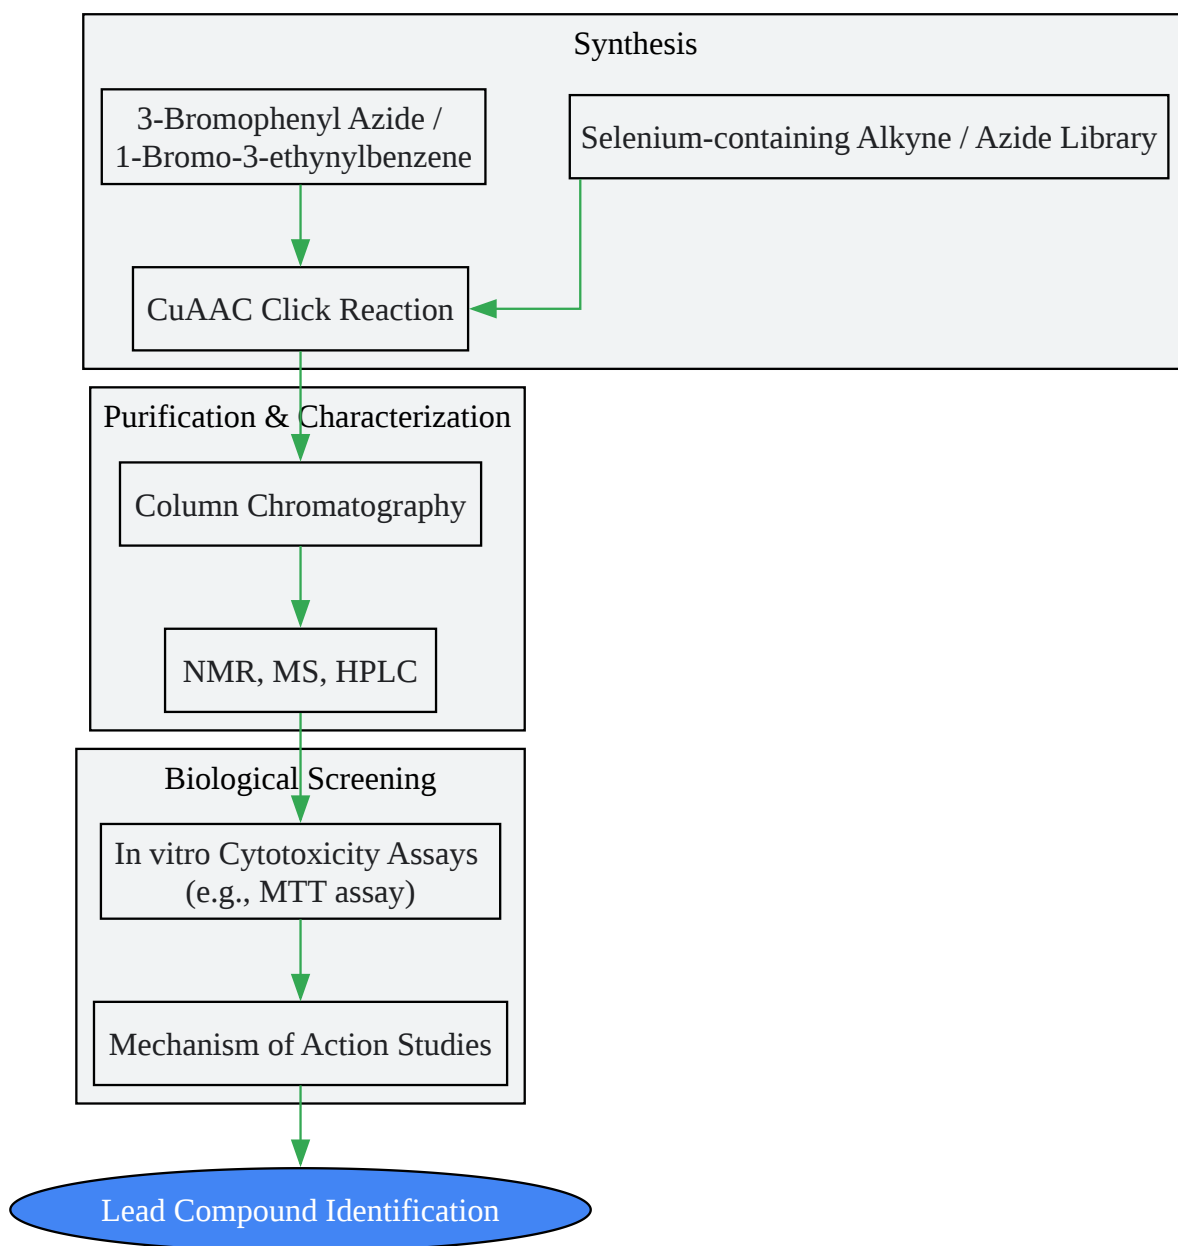 Synthesis
3-Bromophenyl Azide /
1-Bromo-3-ethynylbenzene
Selenium-containing Alkyne / Azide Library
CuAAC Click Reaction
Purification & Characterization
Column Chromatography
NMR, MS, HPLC
Biological Screening
In vitro Cytotoxicity Assays
(e.g., MTT assay)
Mechanism of Action Studies
Lead Compound Identification